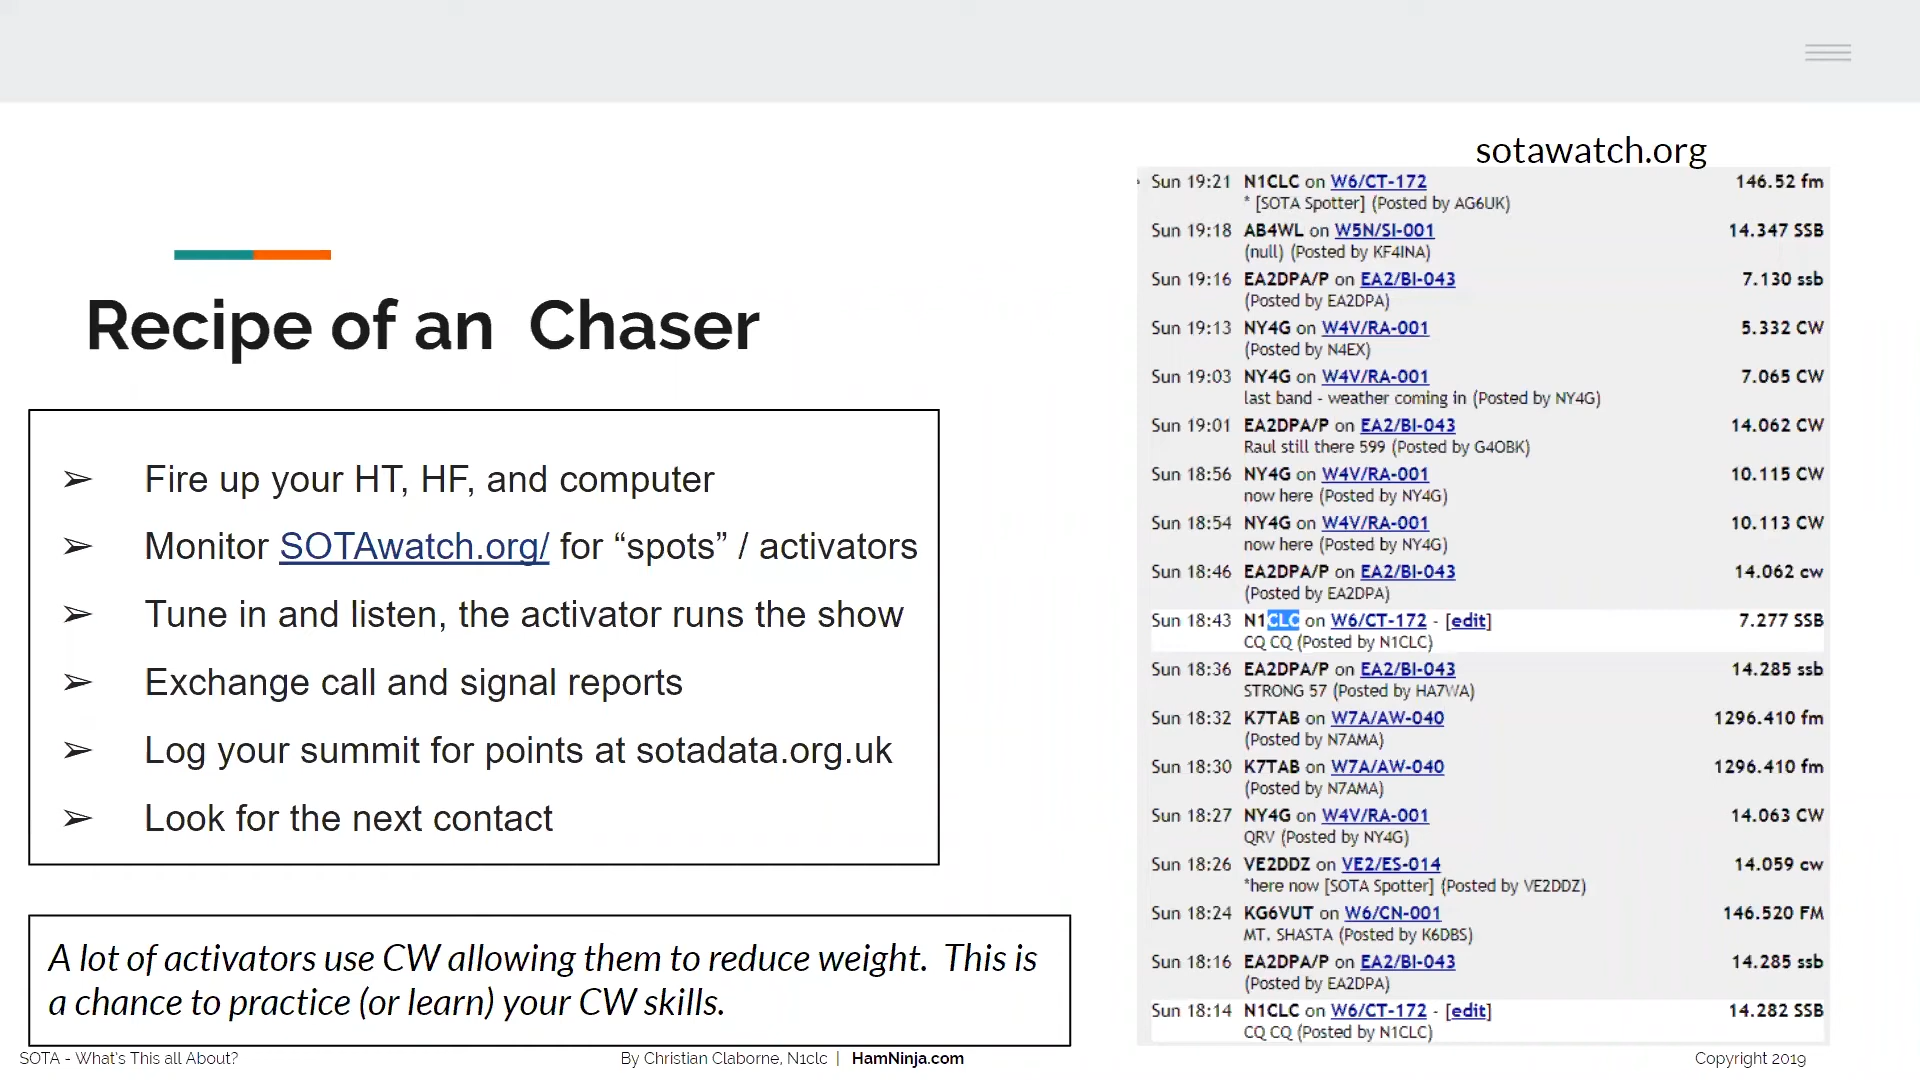 Recipe of an  Chaser
➢ Fire up your HT, HF, and computer
➢ Monitor SOTAwatch.org/ for “spots” / activators
➢ Tune in and listen, the activator runs the show
➢ Exchange call and signal reports
➢ Log your summit for points at sotadata.org.uk
➢ Look for the next contact
A lot of activators use CW allowing them to reduce weight.  This is
a chance to practice (or learn) your CW skills.
sotawatch.org
Sun 19:21 N1CLC on W6/CT-172 146.52 fm
* [SOTA Spotter] (Posted by AG6UK)
Sun 19:18 AB4WL on W5N/SI-001 14.347 SSB
(null) (Posted by KF4INA)
Sun 19:16 EA2DPA/P on EA2/BI-043 7.130 ssb
(Posted by EA2DPA)
Sun 19:13 NY4G on W4V/RA-001 5.332 CW
(Posted by N4EX)
Sun 19:03 NY4G on W4V/RA-001 7.065 CW
last band - weather coming in (Posted by NY4G)
Sun 19:01 EA2DPA/P on EA2/BI-043 14.062 CW
Raul still there 599 (Posted by G4OBK)
Sun 18:56 NY4G on W4V/RA-001 10.115 CW
now here (Posted by NY4G)
Sun 18:54 NY4G on W4V/RA-001 10.113 CW
now here (Posted by NY4G)
Sun 18:46 EA2DPA/P on EA2/BI-043 14.062 cw
(Posted by EA2DPA)
Sun 18:43 N1CLC on W6/CT-172 - [edit] 7.277 SSB
CQ CQ (Posted by N1CLC)
Sun 18:36 EA2DPA/P on EA2/BI-043 14.285 ssb
STRONG 57 (Posted by HA7WA)
Sun 18:32 K7TAB on W7A/AW-040 1296.410 fm
(Posted by N7AMA)
Sun 18:30 K7TAB on W7A/AW-040 1296.410 fm
(Posted by N7AMA)
Sun 18:27 NY4G on W4V/RA-001 14.063 CW
QRV (Posted by NY4G)
Sun 18:26 VE2DDZ on VE2/ES-014 14.059 cw
*here now [SOTA Spotter] (Posted by VE2DDZ)
Sun 18:24 KG6VUT on W6/CN-001 146.520 FM
MT. SHASTA (Posted by K6DBS)
Sun 18:16 EA2DPA/P on EA2/BI-043 14.285 ssb
(Posted by EA2DPA)
Sun 18:14 N1CLC on W6/CT-172 - [edit] 14.282 SSB
CQ CQ (Posted by N1CLC)
SOTA - What's This all About?
By Christian Claborne, N1clc | HamNinja.com
Copyright 2019